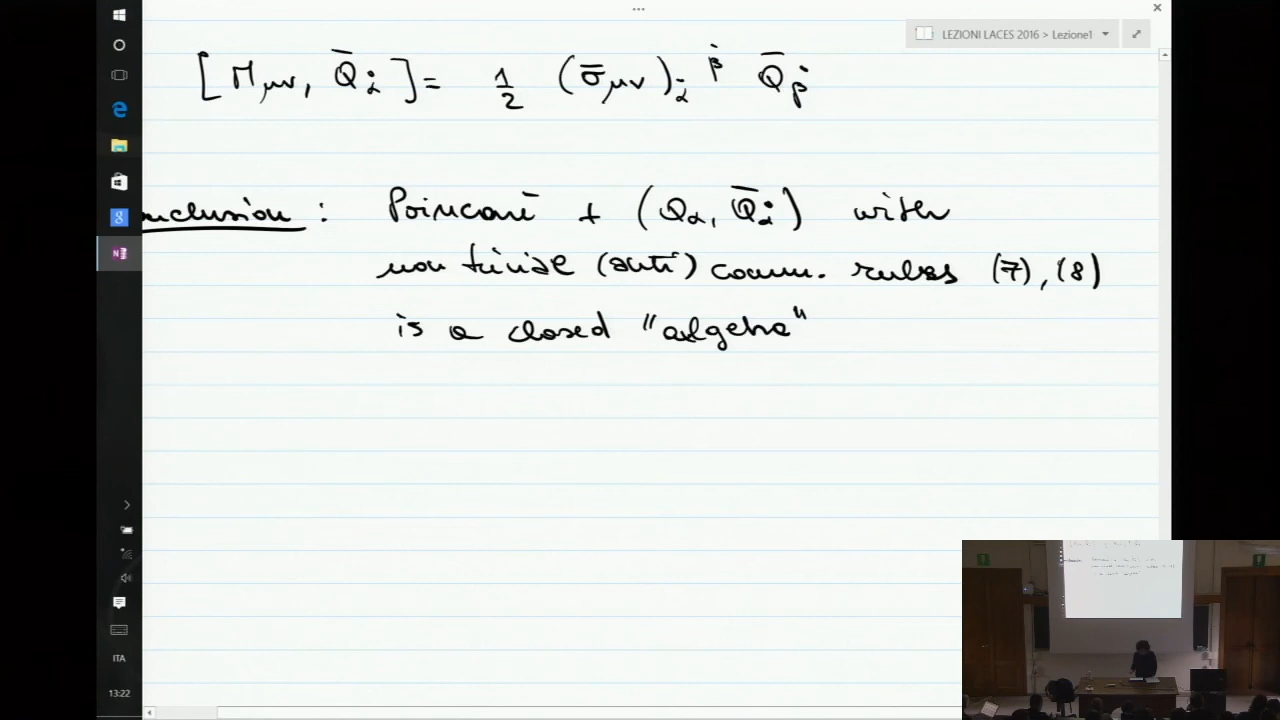 LEZIONI LACES 2016 > Lezione1
[M_μν, Q̄_α̇] = 1/2 (σ̄_μν)_α̇^β̇ Q̄_β̇
onclusion : Poincaré + (Q_α, Q̄_α̇) with
non trivial (anti) comm. rules (7), (8)
is a closed "algebra"
ITA
13:22